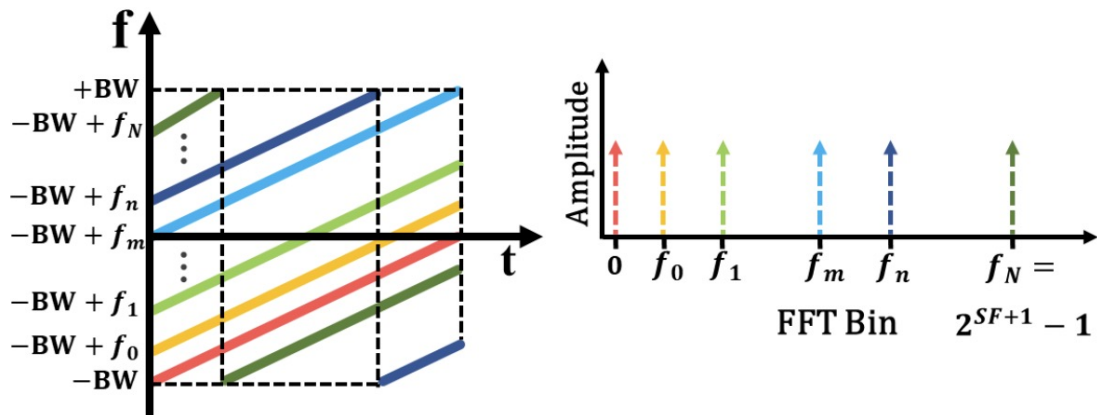 f
+BW
−BW + f_N
−BW + f_n
−BW + f_m
−BW + f_1
−BW + f_0
−BW
t
Amplitude
0 f_0 f_1 f_m f_n f_N =
FFT Bin 2^{SF+1} − 1